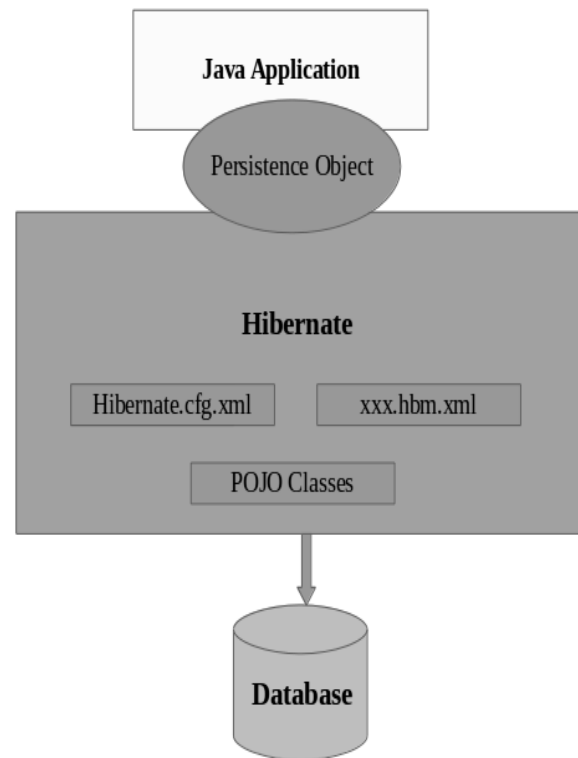 Java Application
Persistence Object
Hibernate
Hibernate.cfg.xml
xxx.hbm.xml
POJO Classes
Database